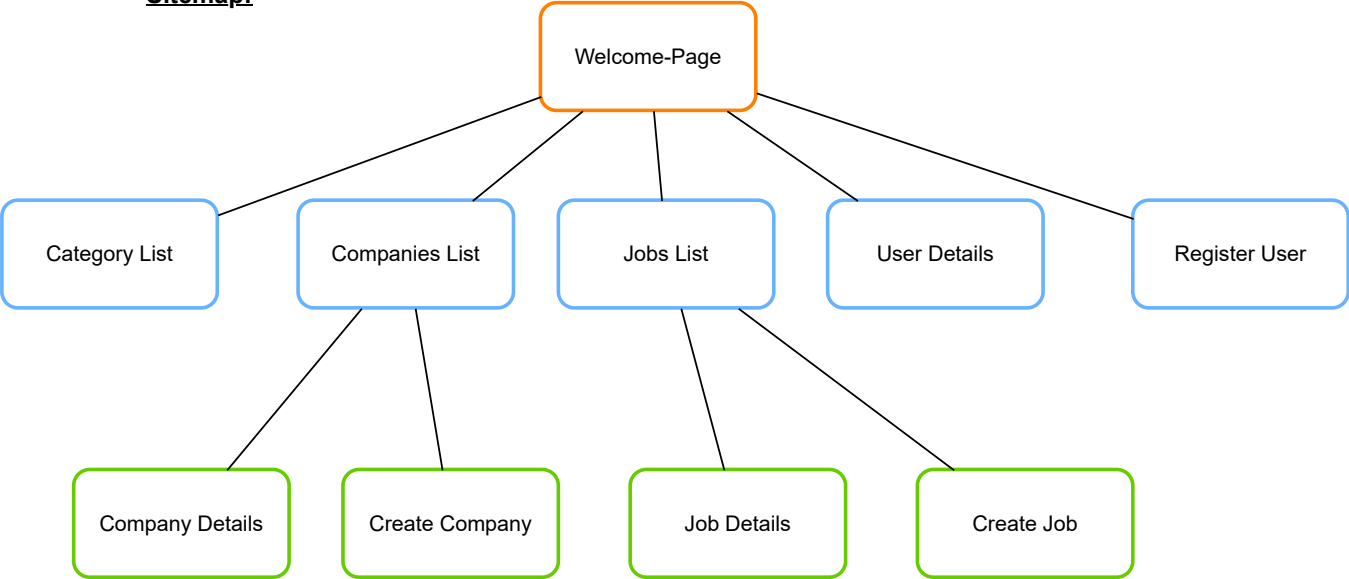 Sitemap:
Welcome-Page
Category List
Companies List
Jobs List
User Details
Register User
Company Details
Create Company
Job Details
Create Job